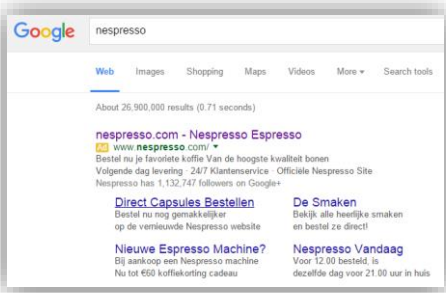 Google nespresso
Web Images Shopping Maps Videos More Search tools
About 26,900,000 results (0.71 seconds)
nespresso.com - Nespresso Espresso
Ad www.nespresso.com/
Bestel nu je favoriete koffie Van de hoogste kwaliteit bonen
Volgende dag levering · 24/7 Klantenservice · Officiële Nespresso Site
Nespresso has 1,132,747 followers on Google+
Direct Capsules Bestellen
Bestel nu nog gemakkelijker
op de vernieuwde Nespresso website
De Smaken
Bekijk alle heerlijke smaken
en bestel ze direct!
Nieuwe Espresso Machine?
Bij aankoop een Nespresso machine
Nu tot €60 koffiekorting cadeau
Nespresso Vandaag
Voor 12.00 besteld, is
dezelfde dag voor 21.00 uur in huis